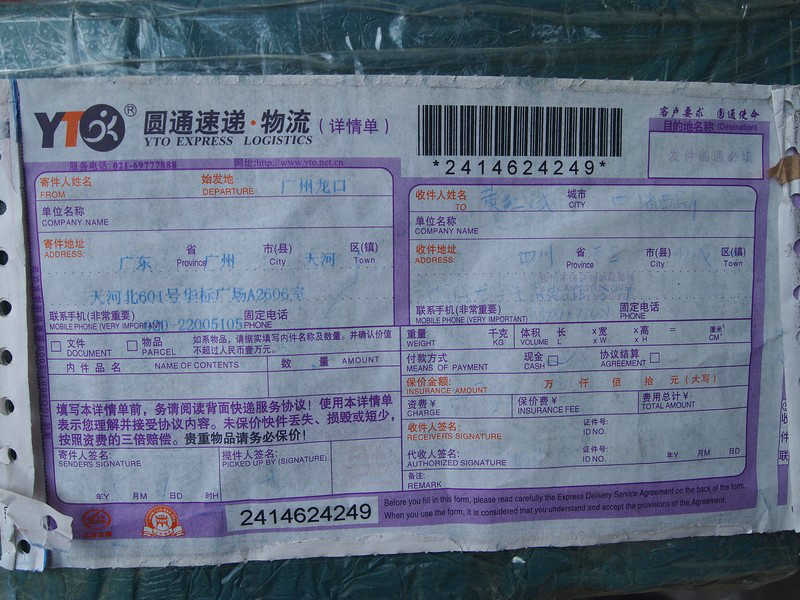 YTO® 圆通速递·物流（详情单）
YTO EXPRESS LOGISTICS
服务电话: 021-69777888 网址:http://www.yto.net.cn
*2414624249*
客户要求 圆通使命
目的地名称 (Destination)
寄件人姓名 FROM
始发地 DEPARTURE 广州龙口
单位名称
COMPANY NAME
寄件地址
ADDRESS:
广东 省 Province 广州 市(县) City 天河 区(镇) Town
天河北601号华标广场A2606室
联系手机(非常重要) 固定电话
MOBILE PHONE (VERY IMPORTANT) 020-22005105 PHONE
收件人姓名 TO
城市 CITY
单位名称
COMPANY NAME
收件地址
ADDRESS:
四川 省 Province 市(县) City 区(镇) Town
联系手机(非常重要) 固定电话
MOBILE PHONE (VERY IMPORTANT) PHONE
文件 DOCUMENT
物品 PARCEL
如系物品，请据实填写内件名称及数量，并确认价值
不超过人民币壹万元。
内 件 品 名 NAME OF CONTENTS 数 量 AMOUNT
填写本详情单前，务请阅读背面快递服务协议！使用本详情单
表示您理解并接受协议内容。未保价快件丢失、损毁或短少，
按照资费的三倍赔偿。贵重物品请务必保价！
寄件人签名:
SENDERS SIGNATURE
揽件人签名:
PICKED UP BY (SIGNATURE)
年Y 月M 日D 时H
重量 WEIGHT 千克 KG 体积 VOLUME 长 L x宽 x W x高 x H = 厘米³ CM³
付款方式
MEANS OF PAYMENT
现金 CASH
协议结算 AGREEMENT
保价金额: 万 仟 佰 拾 元（大写）
INSURANCE AMOUNT
资费¥ CHARGE
保价费¥ INSURANCE FEE
费用总计¥ TOTAL AMOUNT
收件人签名:
RECEIVERS SIGNATURE
证件号: ID NO.
代收人签名:
AUTHORIZED SIGNATURE
证件号: ID NO.
年Y 月M 日D
备注:
REMARK
2414624249
Before you fill in this form, please read carefully the Express Delivery Service Agreement on the back of the form.
When you use the form, it is considered that you understand and accept the provisions of the Agreement.